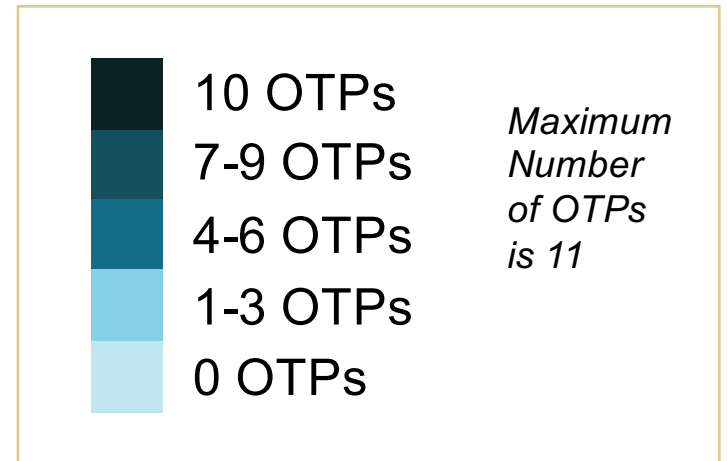 10 OTPs
7-9 OTPs
4-6 OTPs
1-3 OTPs
0 OTPs
Maximum
Number
of OTPs
is 11